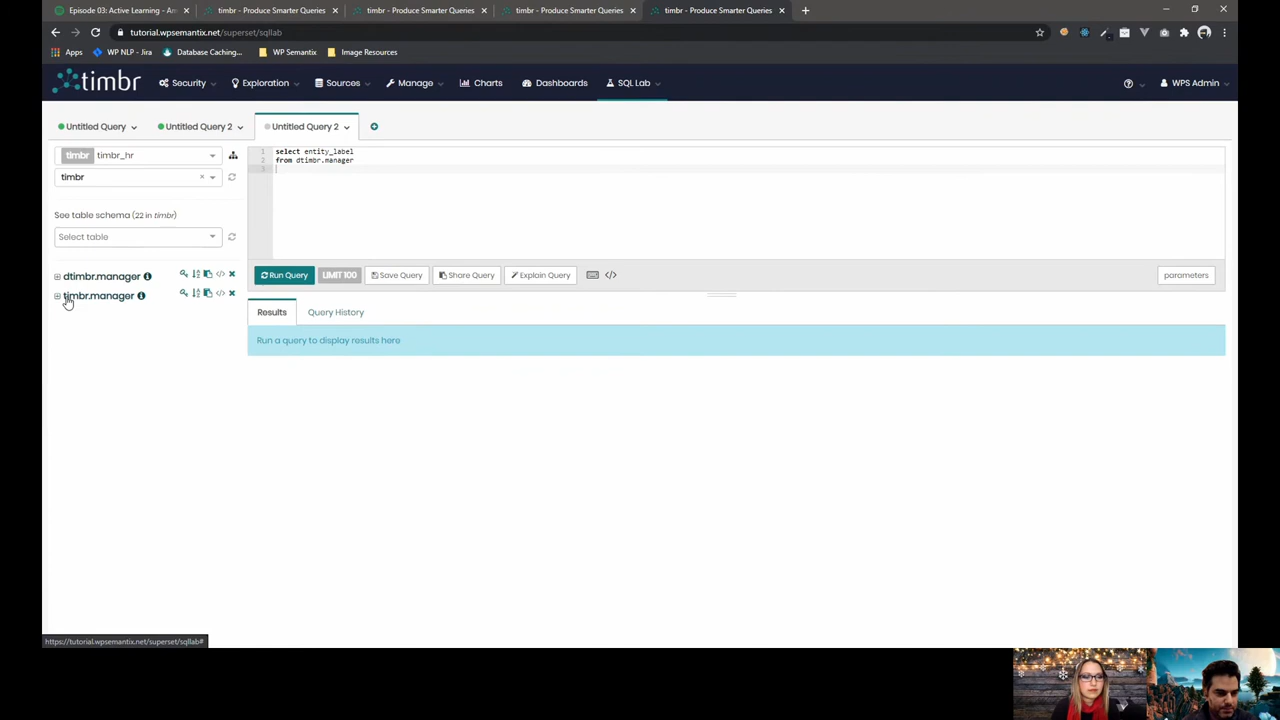 Episode 03: Active Learning - An
timbr - Produce Smarter Queries
timbr - Produce Smarter Queries
timbr - Produce Smarter Queries
timbr - Produce Smarter Queries
tutorial.wpsemantix.net/superset/sqllab
Apps
WP NLP - Jira
Database Caching...
WP Semantix
Image Resources
timbr
Security
Exploration
Sources
Manage
Charts
Dashboards
SQL Lab
WPS Admin
Untitled Query
Untitled Query 2
Untitled Query 2
timbr timbr_hr
timbr
See table schema (22 in timbr)
Select table
dtimbr.manager
timbr.manager
1 select entity_label
2 from dtimbr.manager
3
Run Query
LIMIT 100
Save Query
Share Query
Explain Query
parameters
Results
Query History
Run a query to display results here
https://tutorial.wpsemantix.net/superset/sqllab#